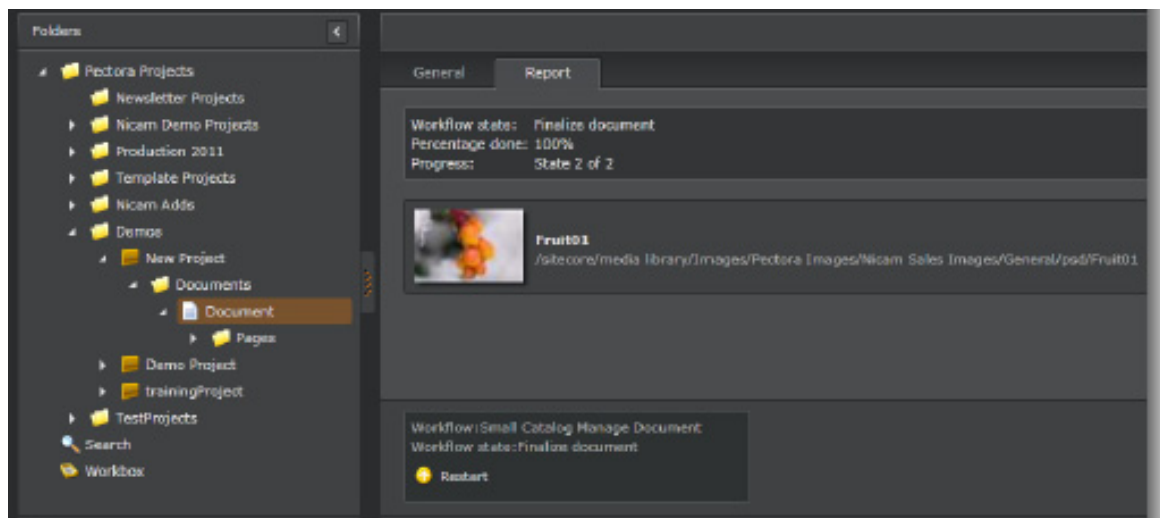 Folders
Pectora Projects
Newsletter Projects
Nicam Demo Projects
Production 2011
Template Projects
Nicam Adds
Demos
New Project
Documents
Document
Pages
Demo Project
trainingProject
TestProjects
Search
Workbox
General
Report
Workflow state: Finalize document
Percentage done: 100%
Progress: State 2 of 2
Fruit01
/sitecore/media library/Images/Pectora Images/Nicam Sales Images/General/psd/Fruit01
Workflow:Small Catalog Manage Document
Workflow state:Finalize document
Restart